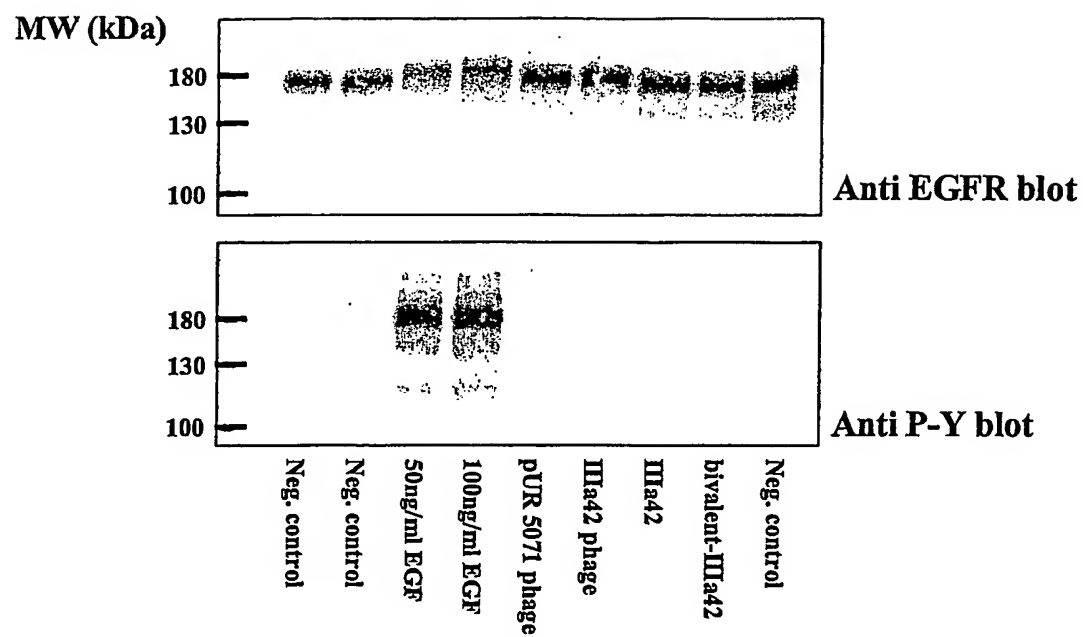 MW (kDa)
180
130
100
Anti EGFR blot
180
130
100
Anti P-Y blot
Neg. control
Neg. control
50ng/ml EGF
100ng/ml EGF
pUR 5071 phage
IIIa42 phage
IIIa42
bivalent-IIIa42
Neg. control